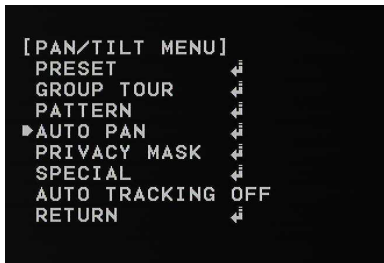 [PAN/TILT MENU]
PRESET ↲
GROUP TOUR ↲
PATTERN ↲
▶AUTO PAN ↲
PRIVACY MASK ↲
SPECIAL ↲
AUTO TRACKING OFF
RETURN ↲